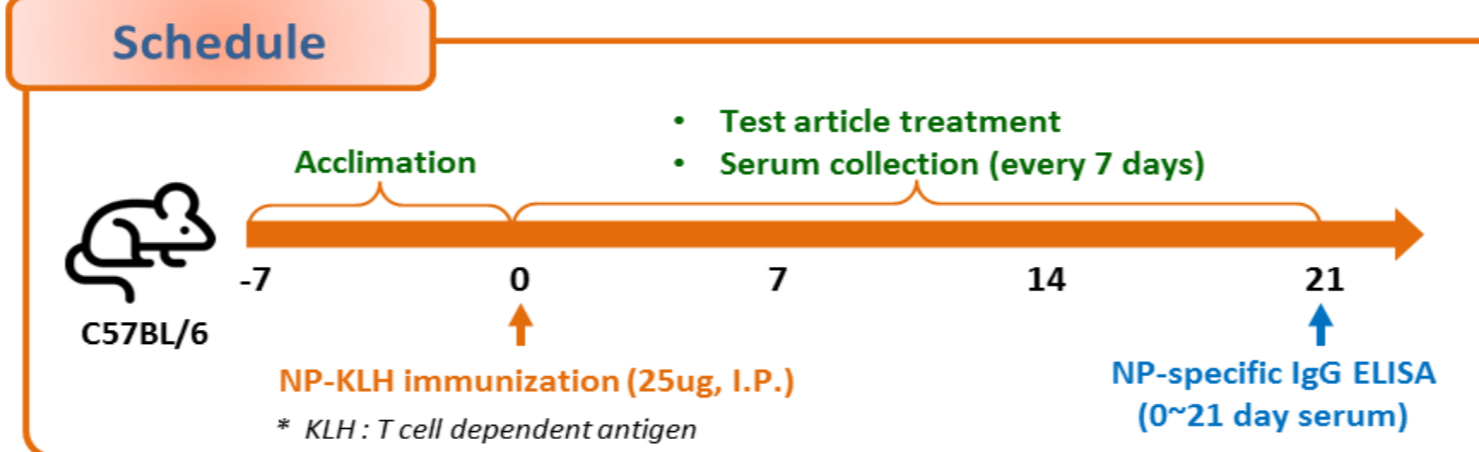 Schedule
• Test article treatment
Acclimation
• Serum collection (every 7 days)
-7 0 7 14 21
C57BL/6
NP-KLH immunization (25ug, I.P.)
* KLH : T cell dependent antigen
NP-specific IgG ELISA
(0~21 day serum)